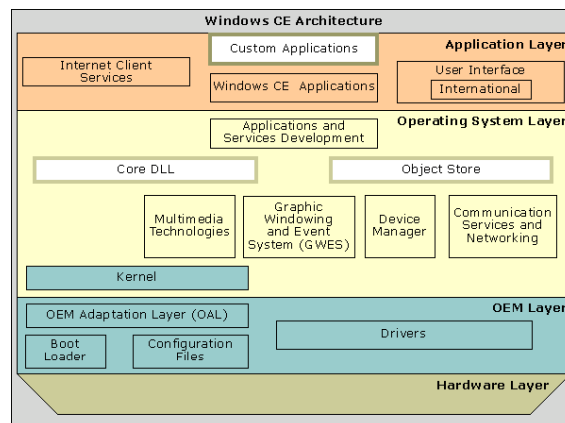 Windows CE Architecture
Application Layer
Custom Applications
Internet Client
Services
Windows CE Applications
User Interface
International
Operating System Layer
Applications and
Services Development
Core DLL
Object Store
Multimedia
Technologies
Graphic
Windowing
and Event
System (GWES)
Device
Manager
Communication
Services and
Networking
Kernel
OEM Layer
OEM Adaptation Layer (OAL)
Drivers
Boot
Loader
Configuration
Files
Hardware Layer